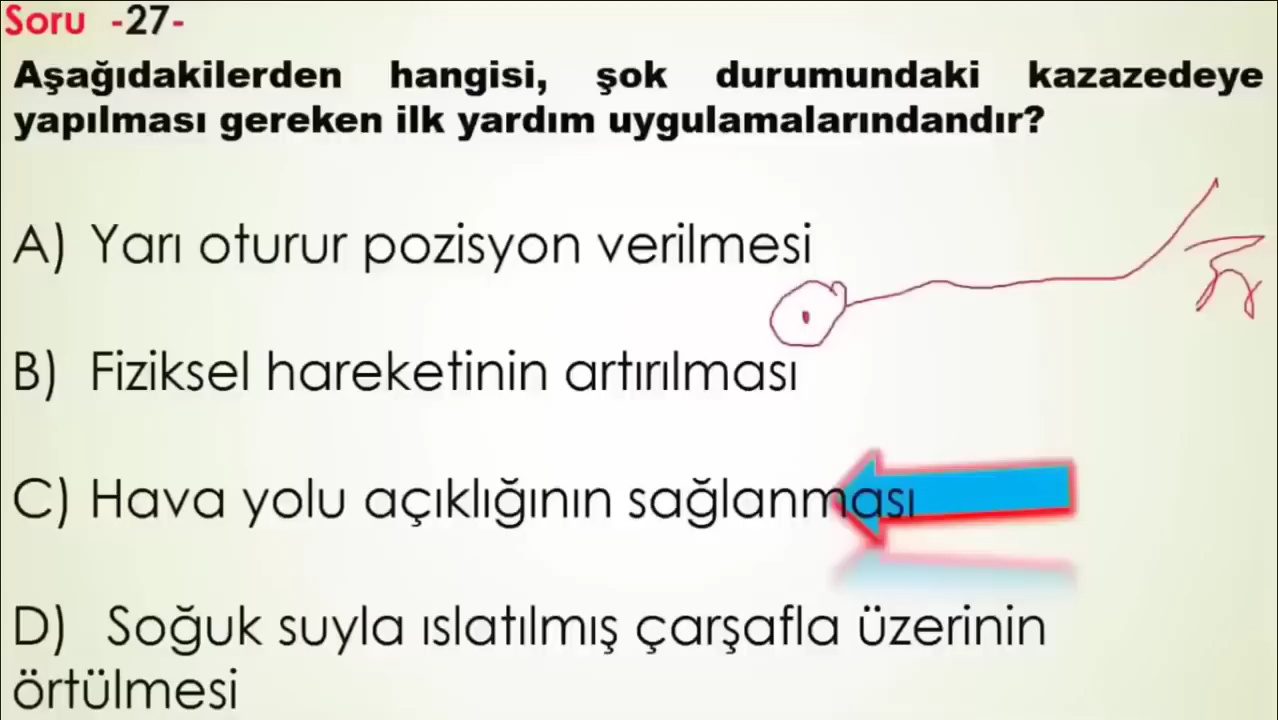 Soru -27-
Aşağıdakilerden hangisi, şok durumundaki kazazedeye
yapılması gereken ilk yardım uygulamalarındandır?
A) Yarı oturur pozisyon verilmesi
B) Fiziksel hareketinin artırılması
C) Hava yolu açıklığının sağlanması
D) Soğuk suyla ıslatılmış çarşafla üzerinin
örtülmesi